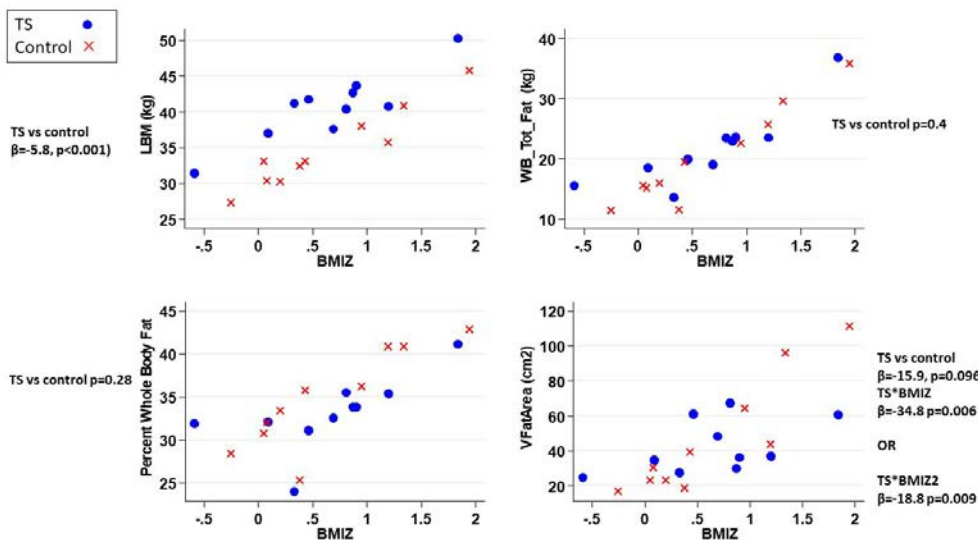 TS
Control
TS vs control
β=-5.8, p<0.001)
LBM (kg)
50
45
40
35
30
25
-.5 0 .5 1 1.5 2
BMIZ
WB_Tot_Fat (kg)
40
30
20
10
-.5 0 .5 1 1.5 2
BMIZ
TS vs control p=0.4
TS vs control p=0.28
Percent Whole Body Fat
45
40
35
30
25
-.5 0 .5 1 1.5 2
BMIZ
VFatArea (cm2)
120
100
80
60
40
20
-.5 0 .5 1 1.5 2
BMIZ
TS vs control
β=-15.9, p=0.096
TS*BMIZ
β=-34.8 p=0.006
OR
TS*BMIZ2
β=-18.8 p=0.009